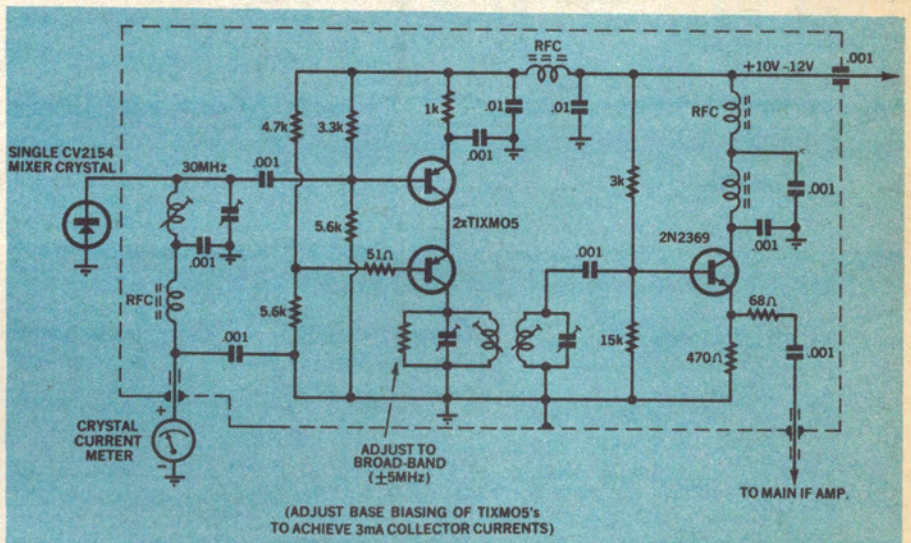 RFC
+10V -12V
.001
4.7k
3.3k
1k
.01
.01
RFC
SINGLE CV2154
MIXER CRYSTAL
30MHz
.001
.001
3k
.001
5.6k
2xTIXMO5
2N2369
.001
.001
51Ω
.001
RFC
5.6k
68Ω
.001
15k
470Ω
.001
+
CRYSTAL
CURRENT
METER
-
ADJUST TO
BROAD-BAND
(±5MHz)
TO MAIN IF AMP.
(ADJUST BASE BIASING OF TIXMO5's
TO ACHIEVE 3mA COLLECTOR CURRENTS)